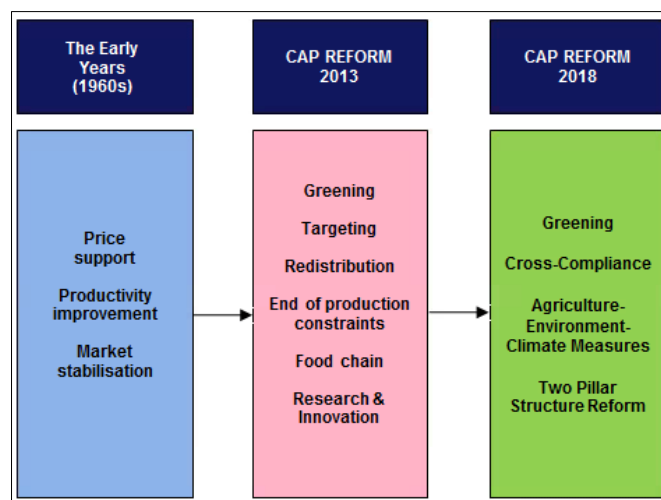 The Early
Years
(1960s)
CAP REFORM
2013
CAP REFORM
2018
Price
support
Productivity
improvement
Market
stabilisation
Greening
Targeting
Redistribution
End of production
constraints
Food chain
Research &
Innovation
Greening
Cross-Compliance
Agriculture-
Environment-
Climate Measures
Two Pillar
Structure Reform